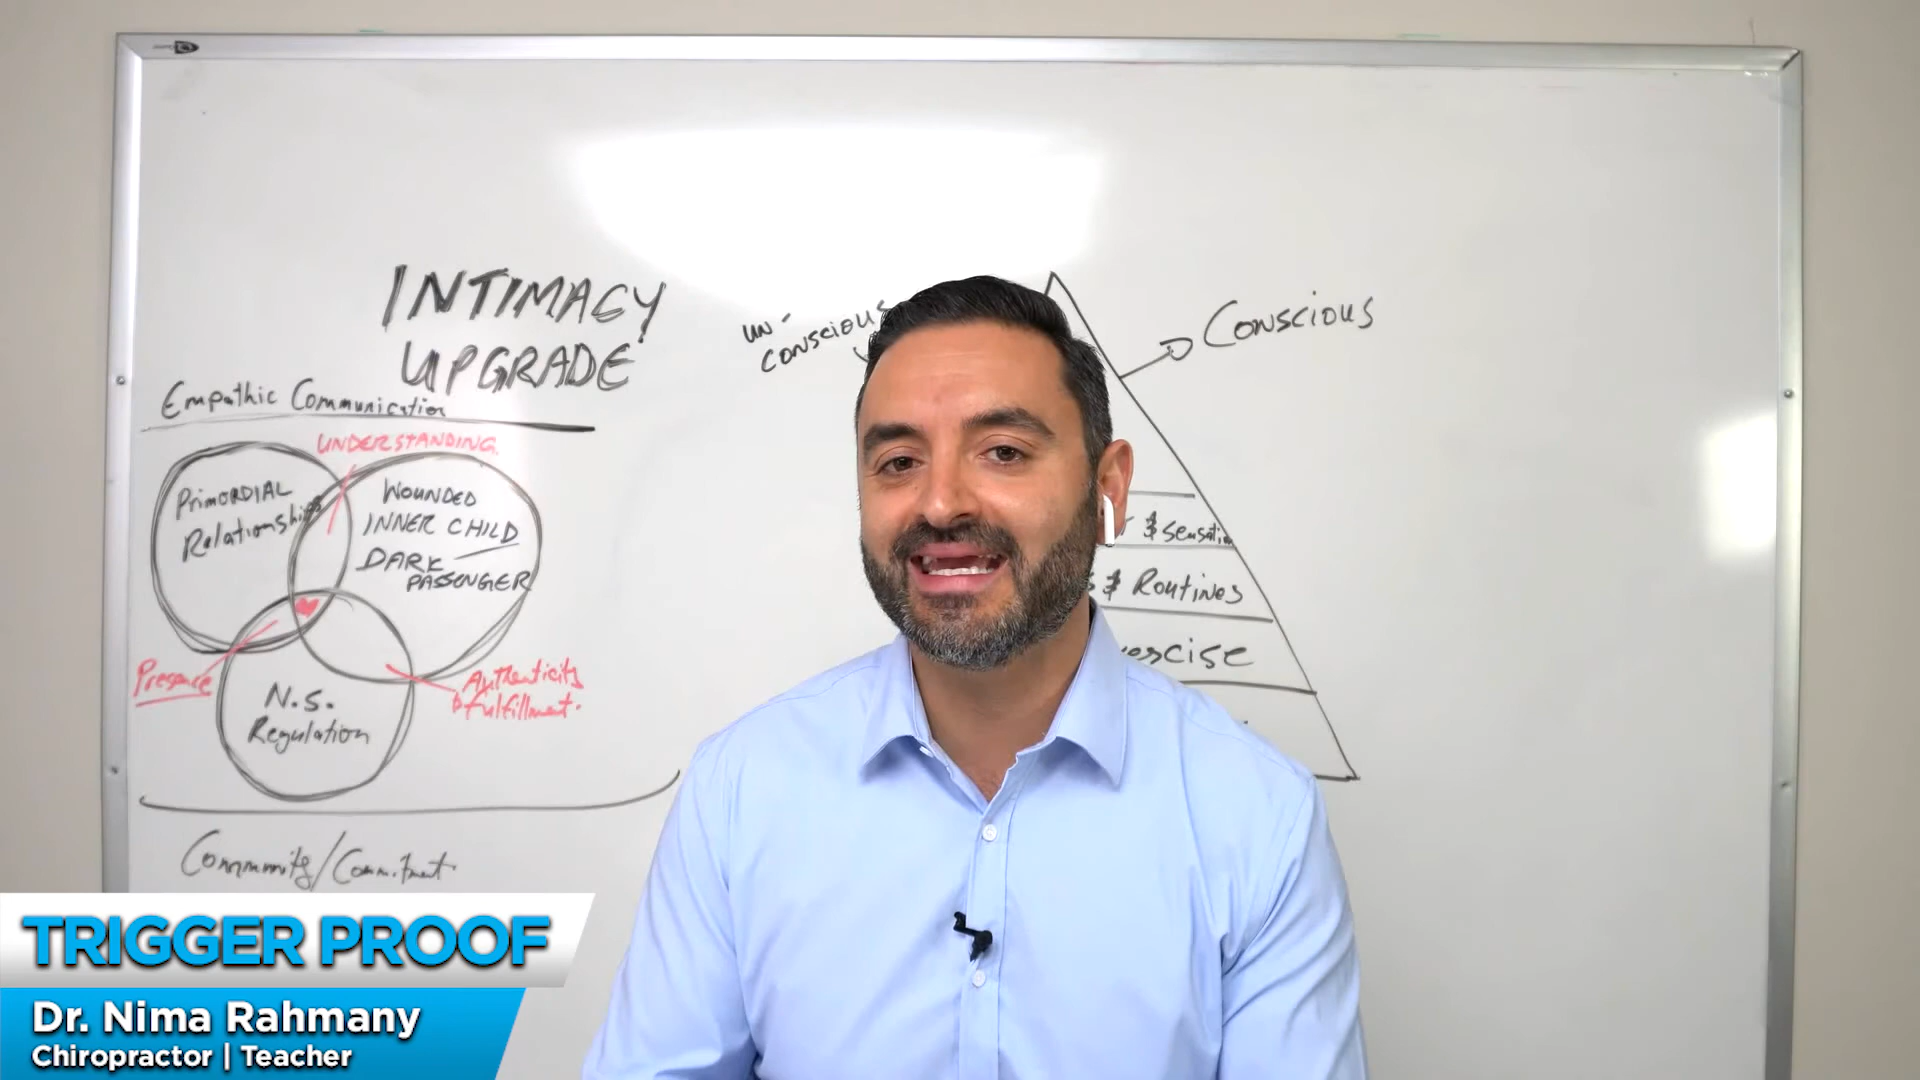 INTIMACY
UPGRADE
Empathic Communication
UNDERSTANDING
PRIMORDIAL
Relationships
WOUNDED
INNER CHILD
DARK
PASSENGER
Presence
Authenticity
& fulfillment.
N.S.
Regulation
Community/Commitment
UN-
CONSCIOUS
Conscious
& Sensation
& Routines
TRIGGER PROOF
Dr. Nima Rahmany
Chiropractor | Teacher